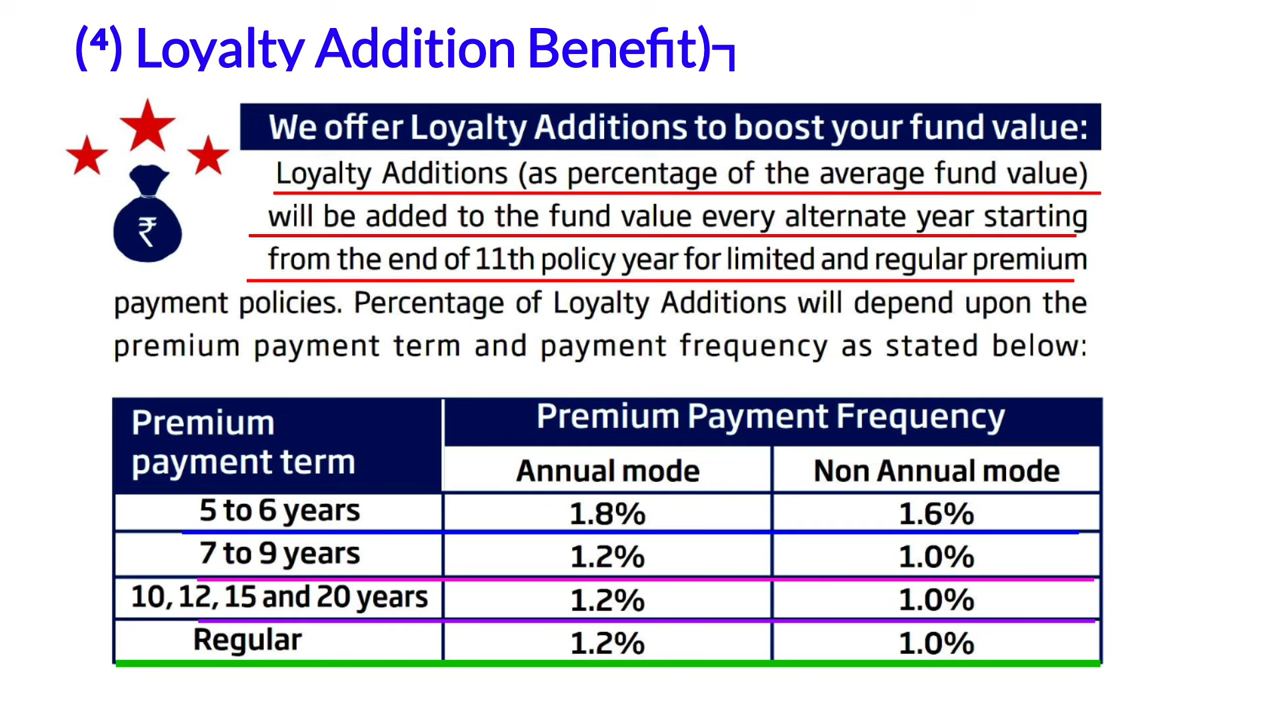 (⁴) Loyalty Addition Benefit)┐
We offer Loyalty Additions to boost your fund value:
Loyalty Additions (as percentage of the average fund value)
will be added to the fund value every alternate year starting
from the end of 11th policy year for limited and regular premium
₹
payment policies. Percentage of Loyalty Additions will depend upon the
premium payment term and payment frequency as stated below:
Premium payment term
Premium Payment Frequency
Annual mode Non Annual mode
5 to 6 years 1.8% 1.6%
7 to 9 years 1.2% 1.0%
10, 12, 15 and 20 years 1.2% 1.0%
Regular 1.2% 1.0%